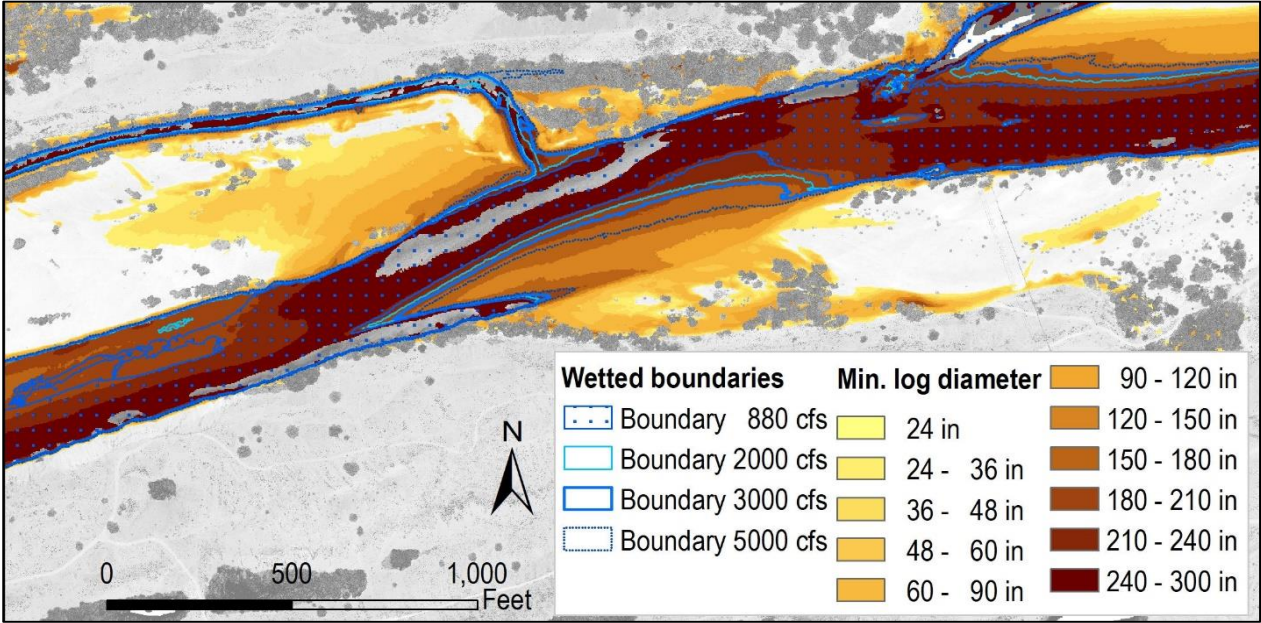 Wetted boundaries
Boundary 880 cfs
Boundary 2000 cfs
Boundary 3000 cfs
Boundary 5000 cfs
Min. log diameter
24 in
24 - 36 in
36 - 48 in
48 - 60 in
60 - 90 in
90 - 120 in
120 - 150 in
150 - 180 in
180 - 210 in
210 - 240 in
240 - 300 in
N
0 500 1,000
Feet